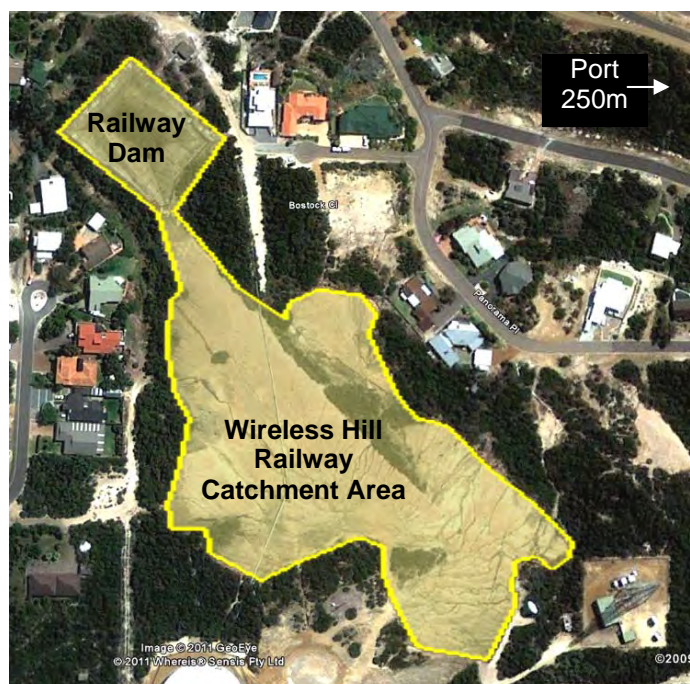 Port
250m
Railway
Dam
Bostock Cl
Panorama Pl
Wireless Hill
Railway
Catchment Area
Image © 2011 GeoEye
© 2011 Whereis® Sensis Pty Ltd
©2009